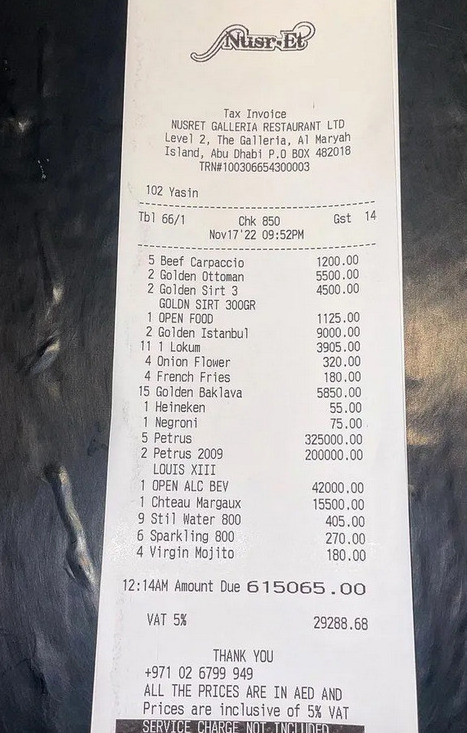 Nusr-Et
Tax Invoice
NUSRET GALLERIA RESTAURANT LTD
Level 2, The Galleria, Al Maryah
Island, Abu Dhabi P.O BOX 482018
TRN#100306654300003
102 Yasin
Tbl 66/1 Chk 850 Gst 14
Nov17'22 09:52PM
5 Beef Carpaccio 1200.00
2 Golden Ottoman 5500.00
2 Golden Sirt 3 4500.00
GOLDN SIRT 300GR
1 OPEN FOOD 1125.00
2 Golden Istanbul 9000.00
11 1 Lokum 3905.00
4 Onion Flower 320.00
4 French Fries 180.00
15 Golden Baklava 5850.00
1 Heineken 55.00
1 Negroni 75.00
5 Petrus 325000.00
2 Petrus 2009 200000.00
LOUIS XIII
1 OPEN ALC BEV 42000.00
1 Chteau Margaux 15500.00
9 Stil Water 800 405.00
6 Sparkling 800 270.00
4 Virgin Mojito 180.00
12:14AM Amount Due 615065.00
VAT 5% 29288.68
THANK YOU
+971 02 6799 949
ALL THE PRICES ARE IN AED AND
Prices are inclusive of 5% VAT
SERVICE CHARGE NOT INCLUDED